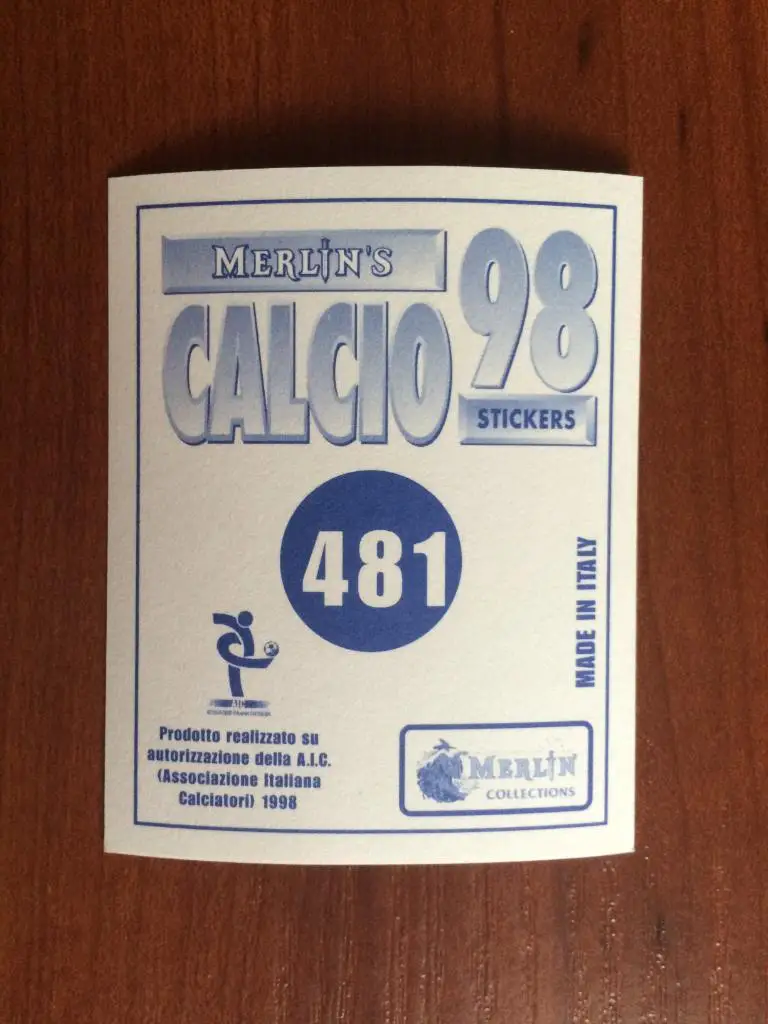 MERLIN'S
CALCIO 98
STICKERS
481
MADE IN ITALY
AIC
Prodotto realizzato su
autorizzazione della A.I.C.
(Associazione Italiana
Calciatori) 1998
MERLIN
COLLECTIONS